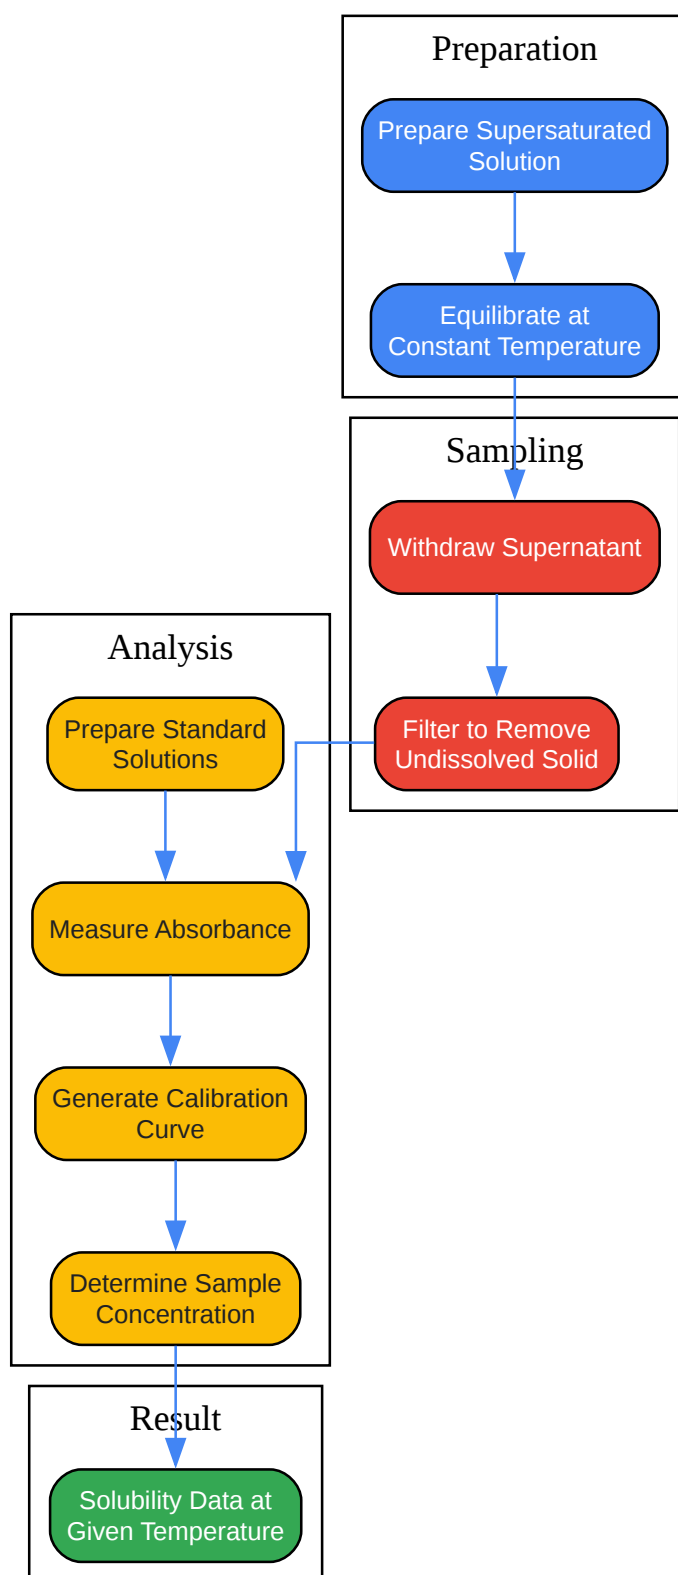 Preparation
Prepare Supersaturated
Solution
Equilibrate at
Constant Temperature
Sampling
Withdraw Supernatant
Filter to Remove
Undissolved Solid
Analysis
Prepare Standard
Solutions
Measure Absorbance
Generate Calibration
Curve
Determine Sample
Concentration
Result
Solubility Data at
Given Temperature